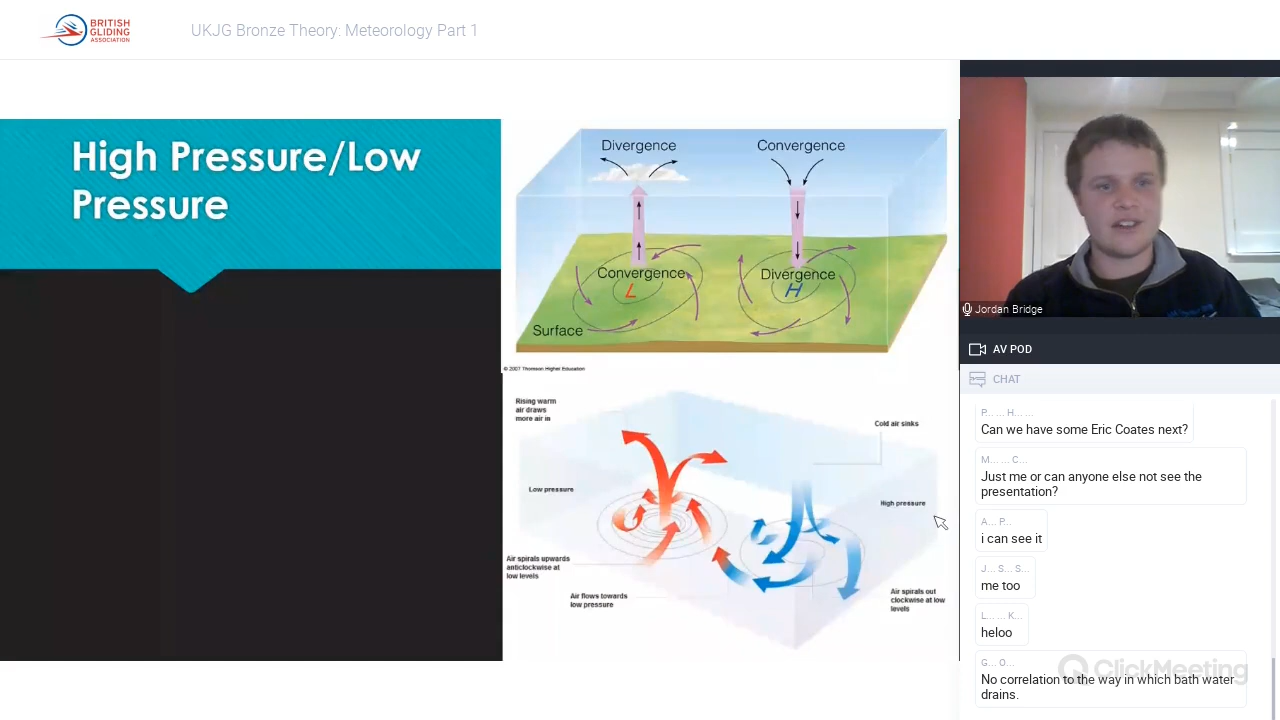 BRITISH
GLIDING
ASSOCIATION
UKJG Bronze Theory: Meteorology Part 1
High Pressure/Low
Pressure
Divergence
Convergence
Convergence
Divergence
L
H
Surface
© 2007 Thomson Higher Education
Rising warm
air draws
more air in
Cold air sinks
Low pressure
High pressure
Air spirals upwards
anticlockwise at
low levels
Air flows towards
low pressure
Air spirals out
clockwise at low
levels
Jordan Bridge
AV POD
CHAT
P... ... H... ...
Can we have some Eric Coates next?
M... ... C...
Just me or can anyone else not see the
presentation?
A... P...
i can see it
J... S... S...
me too
L... ... K...
heloo
G... O...
No correlation to the way in which bath water
drains.
ClickMeeting